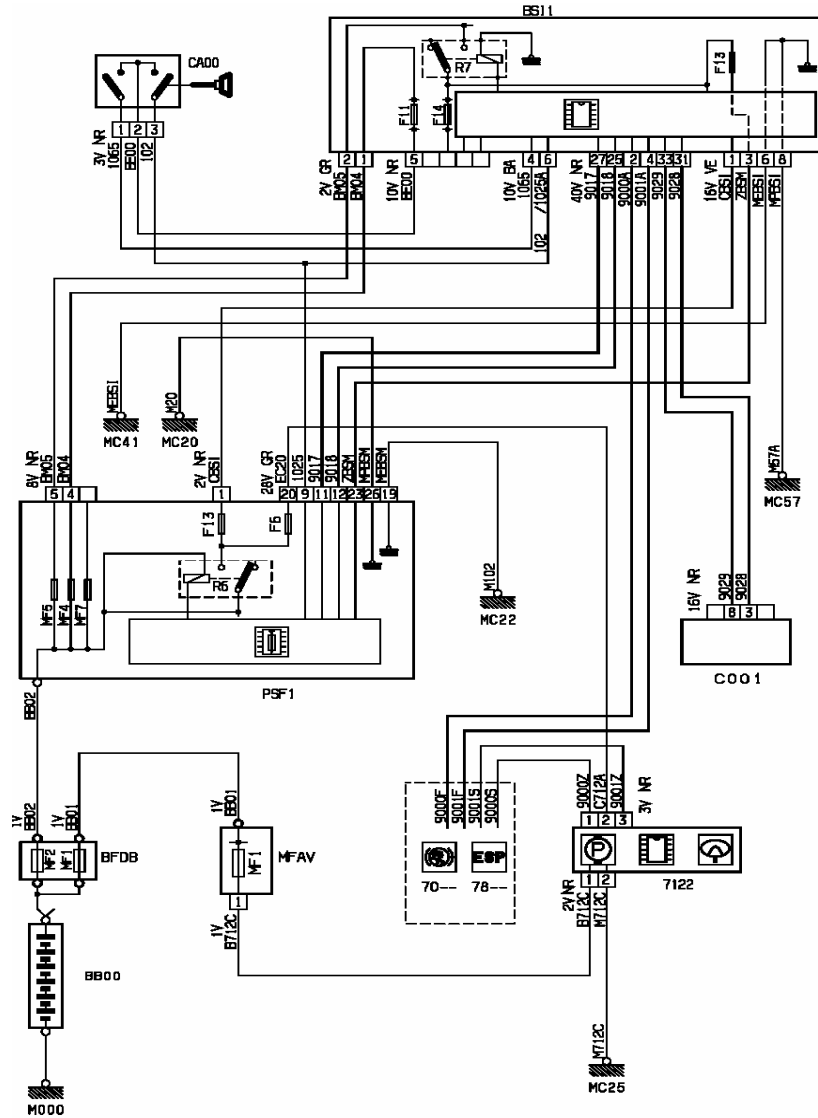 BSI1
CA00
R7
F13
F11
F14
1 2 3
3V NR
1065
BE00
102
2 1
2V GR
BM05
BM04
5
10V NR
BE00
4 6
10V BA
1065
/1025A
102
27 25 2 4 33 31
40V NR
9017
9018
9000A
9001A
9029
9028
1 3 6 8
16V VE
CBSI
ZBSM
MEBSI
MPBSI
MEBSI
MC41
M20
MC20
M57A
MC57
8V NR
BM05
BM04
5 4
2V NR
CBSI
1
28V GR
EC20
1025
9017
9018
ZBSM
MPBSM
MEBSM
20 9 11 12 23 26 19
F13
F6
R6
MF6
MF4
MF7
PSF1
M102
MC22
16V NR
9029
9028
8 3
C001
BB02
1V
BB02
1V
BB01
MF2
MF1
BFDB
1V
BB01
MF1
MFAV
1
1V
B712C
9000F
9001F
9001S
9000S
ESP
70--
78--
9000Z
C712A
9001Z
3V NR
1 2 3
P
7122
1 2
2V NR
B712C
M712C
BB00
M000
M712C
MC25